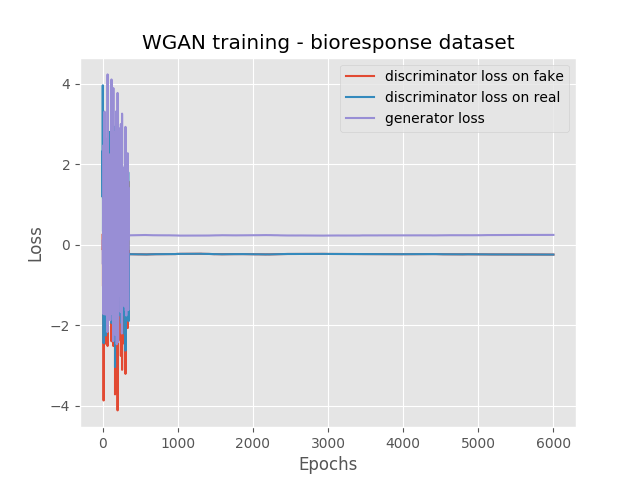 WGAN training - bioresponse dataset
discriminator loss on fake
discriminator loss on real
generator loss
Loss
4
2
0
−2
−4
0 1000 2000 3000 4000 5000 6000
Epochs